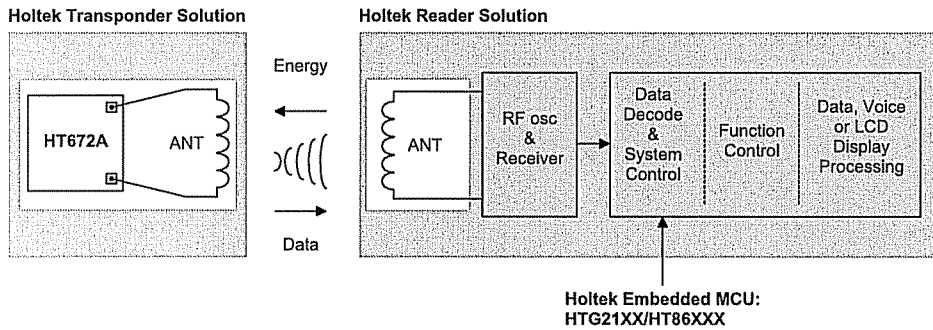 Holtek Transponder Solution
HT672A
ANT
Energy
Data
Holtek Reader Solution
ANT
RF osc
&
Receiver
Data
Decode
&
System
Control
Function
Control
Data, Voice
or LCD
Display
Processing
Holtek Embedded MCU:
HTG21XX/HT86XXX